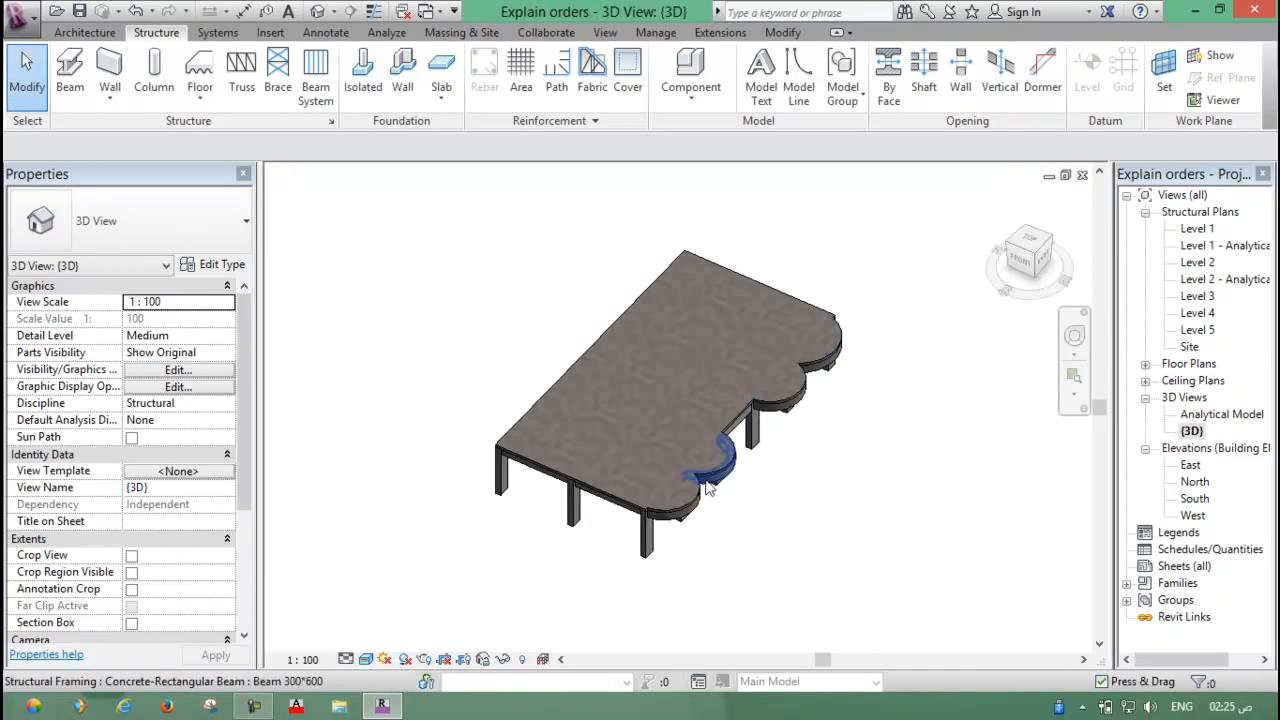 Explain orders - 3D View: {3D}
Type a keyword or phrase
Sign In
Architecture Structure Systems Insert Annotate Analyze Massing & Site Collaborate View Manage Extensions Modify
Modify Beam Wall Column Floor Truss Brace Beam System Isolated Wall Slab Rebar Area Path Fabric Cover Component Model Text Model Line Model Group By Face Shaft Wall Vertical Dormer Level Grid Set Show
Ref Plane
Viewer
Select Structure Foundation Reinforcement Model Opening Datum Work Plane
Properties
3D View
3D View: {3D} Edit Type
Graphics
View Scale 1 : 100
Scale Value 1: 100
Detail Level Medium
Parts Visibility Show Original
Visibility/Graphics ... Edit...
Graphic Display Op... Edit...
Discipline Structural
Default Analysis Di... None
Sun Path
Identity Data
View Template <None>
View Name {3D}
Dependency Independent
Title on Sheet
Extents
Crop View
Crop Region Visible
Annotation Crop
Far Clip Active
Section Box
Camera
Properties help Apply
TOP
FRONT
Explain orders - Proj...
Views (all)
Structural Plans
Level 1
Level 1 - Analytica
Level 2
Level 2 - Analytica
Level 3
Level 4
Level 5
Site
Floor Plans
Ceiling Plans
3D Views
Analytical Model
{3D}
Elevations (Building El
East
North
South
West
Legends
Schedules/Quantities
Sheets (all)
Families
Groups
Revit Links
1 : 100
Structural Framing : Concrete-Rectangular Beam : Beam 300*600
:0
Main Model
Press & Drag
:0
ENG
02:25 ص